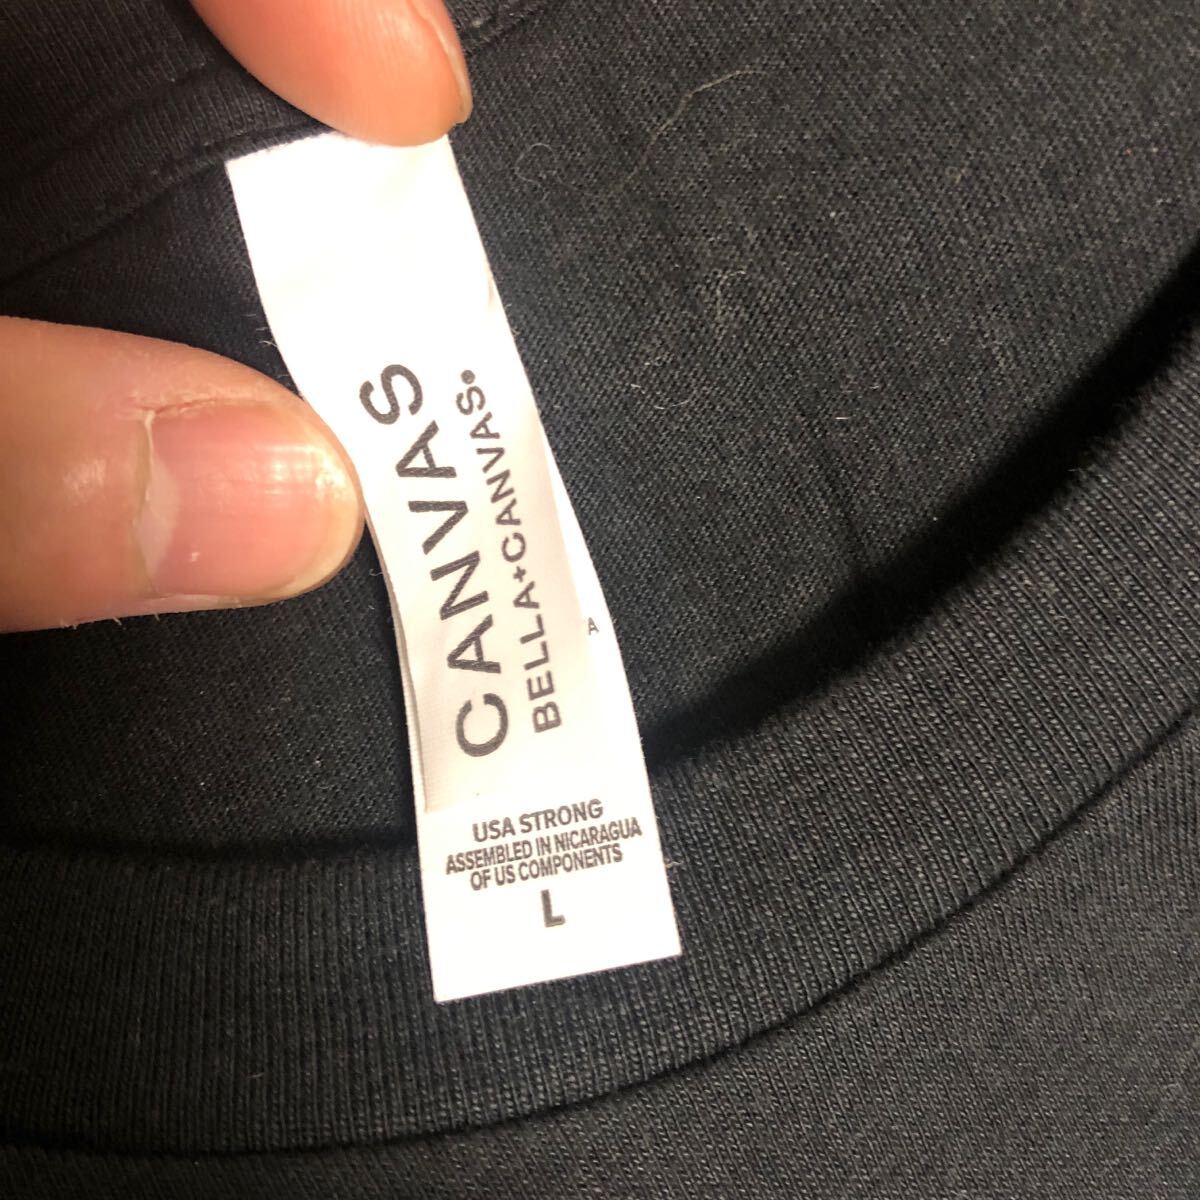 CANVAS
BELLA+CANVAS.
A
USA STRONG
ASSEMBLED IN NICARAGUA
OF US COMPONENTS
L